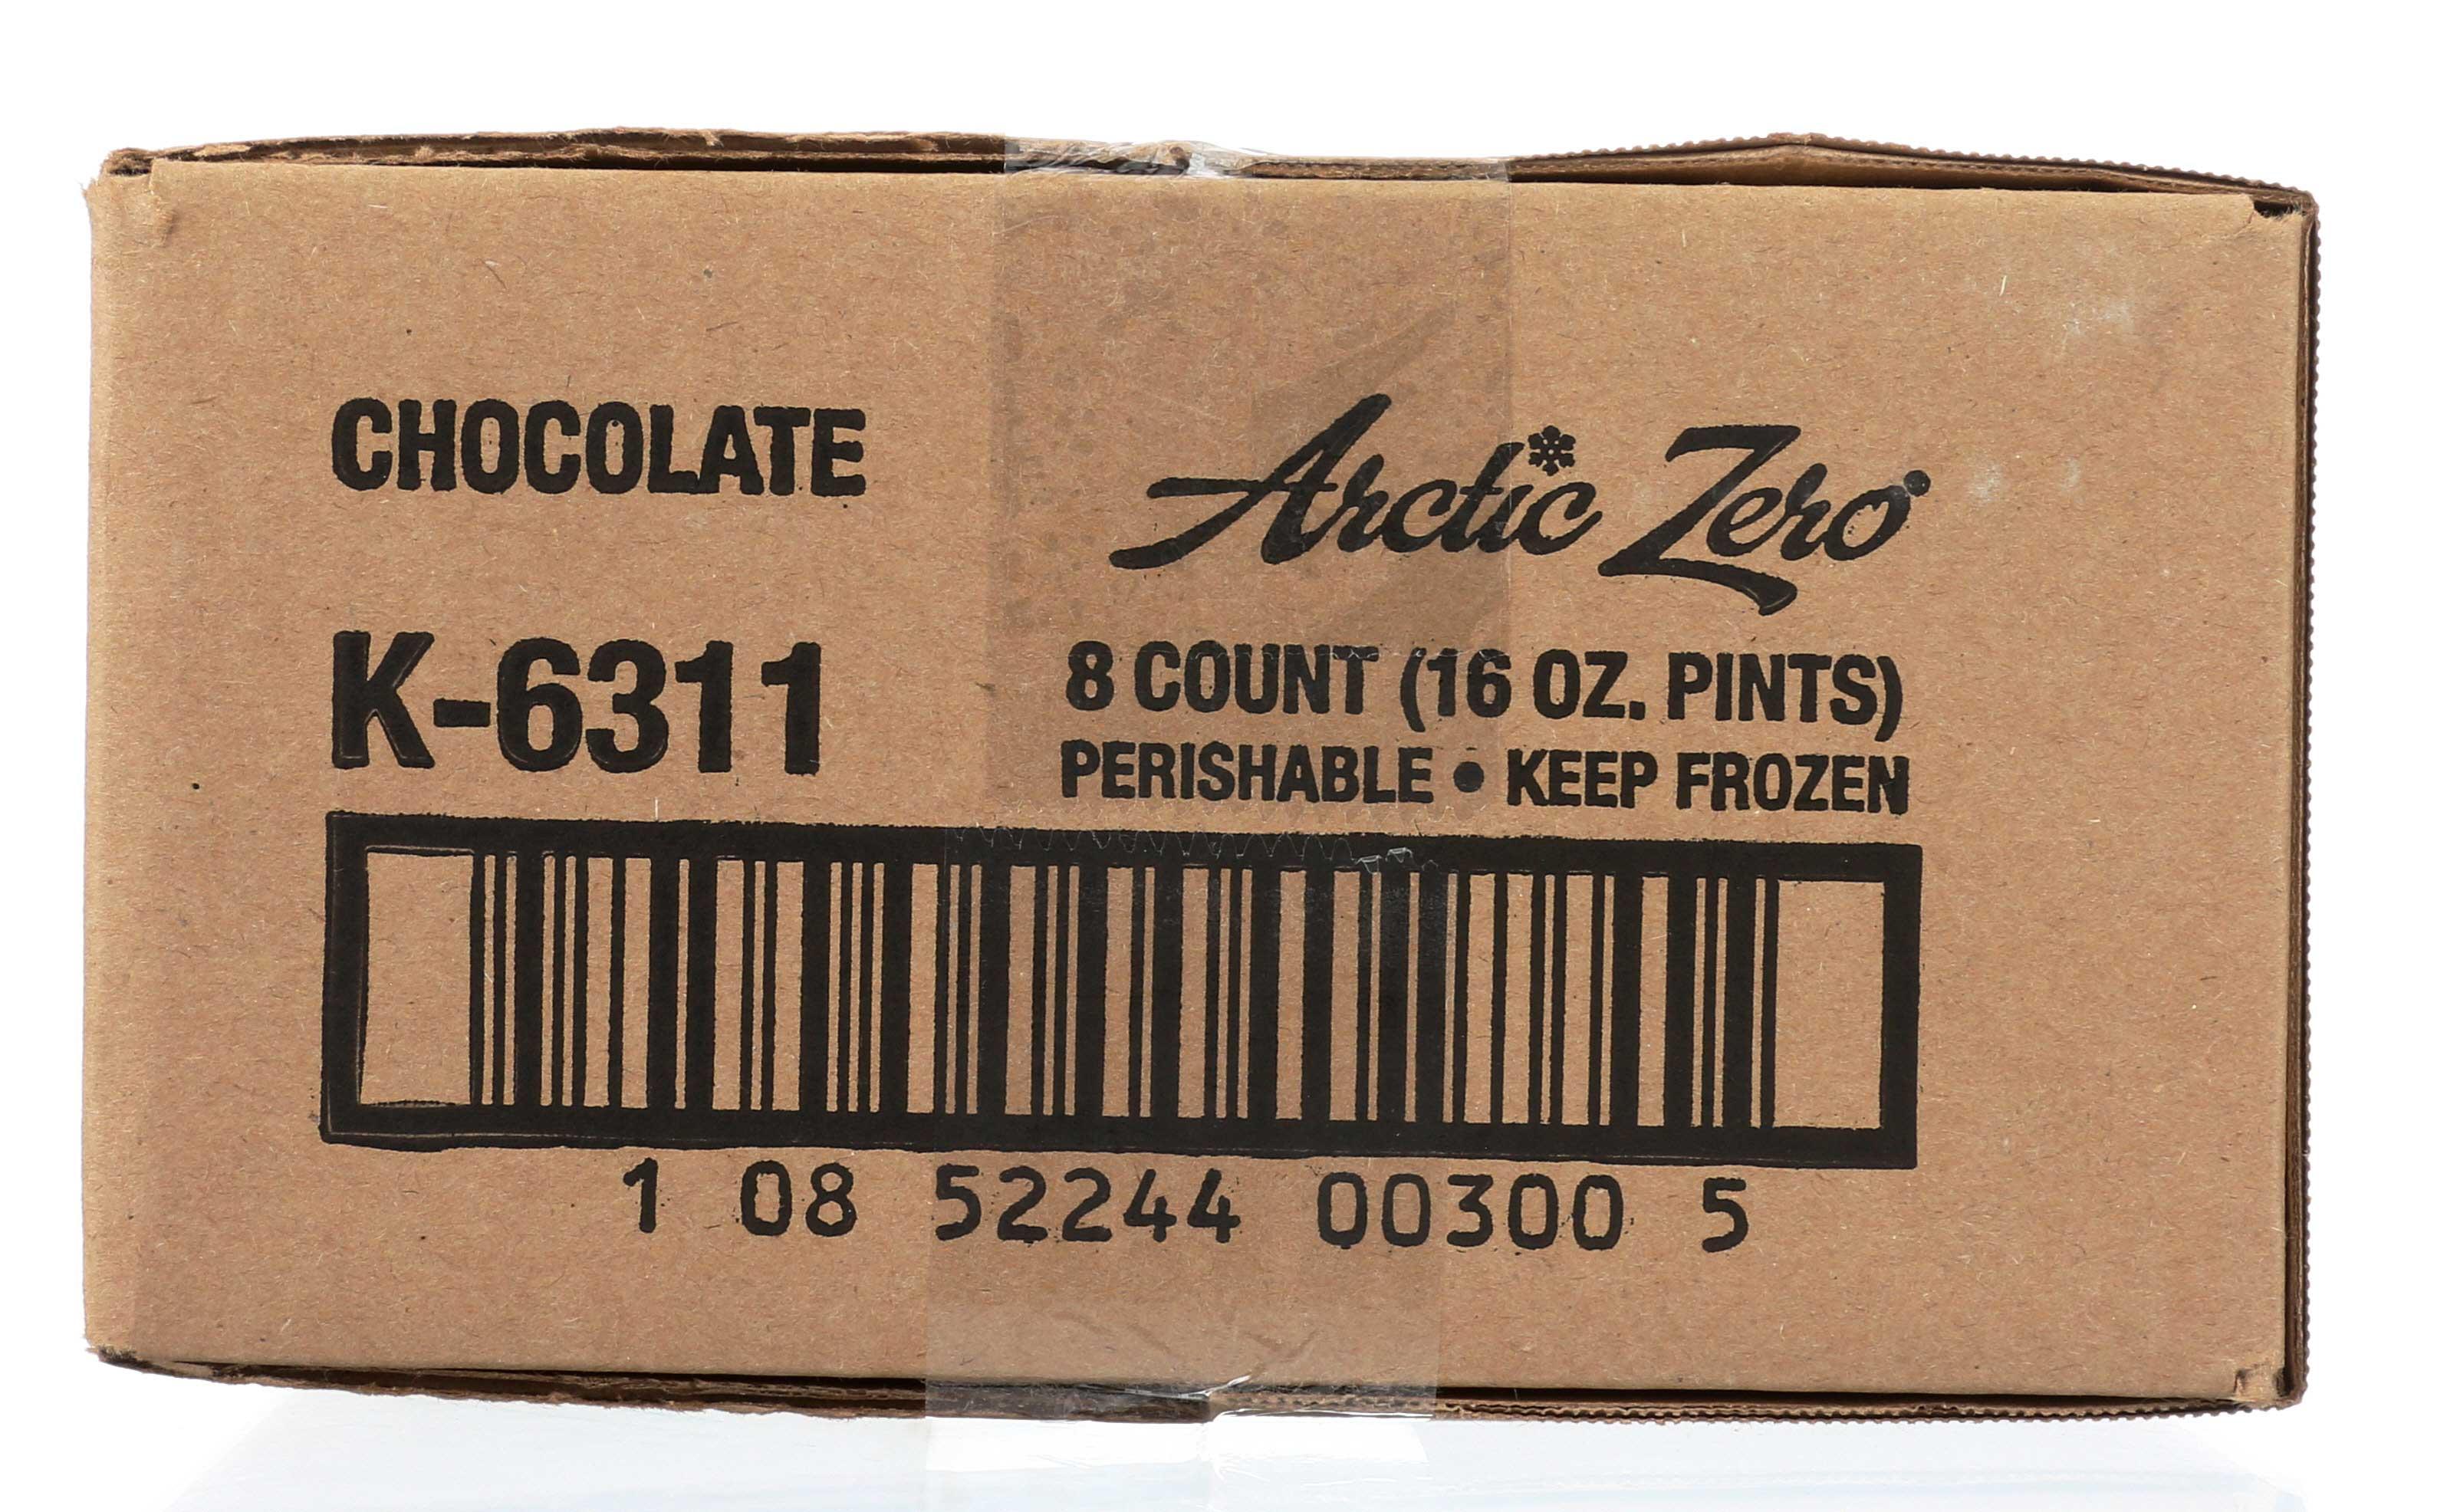 CHOCOLATE
K-6311
Arctic Zero
8 COUNT (16 OZ. PINTS)
PERISHABLE • KEEP FROZEN
1 08 52244 00300 5